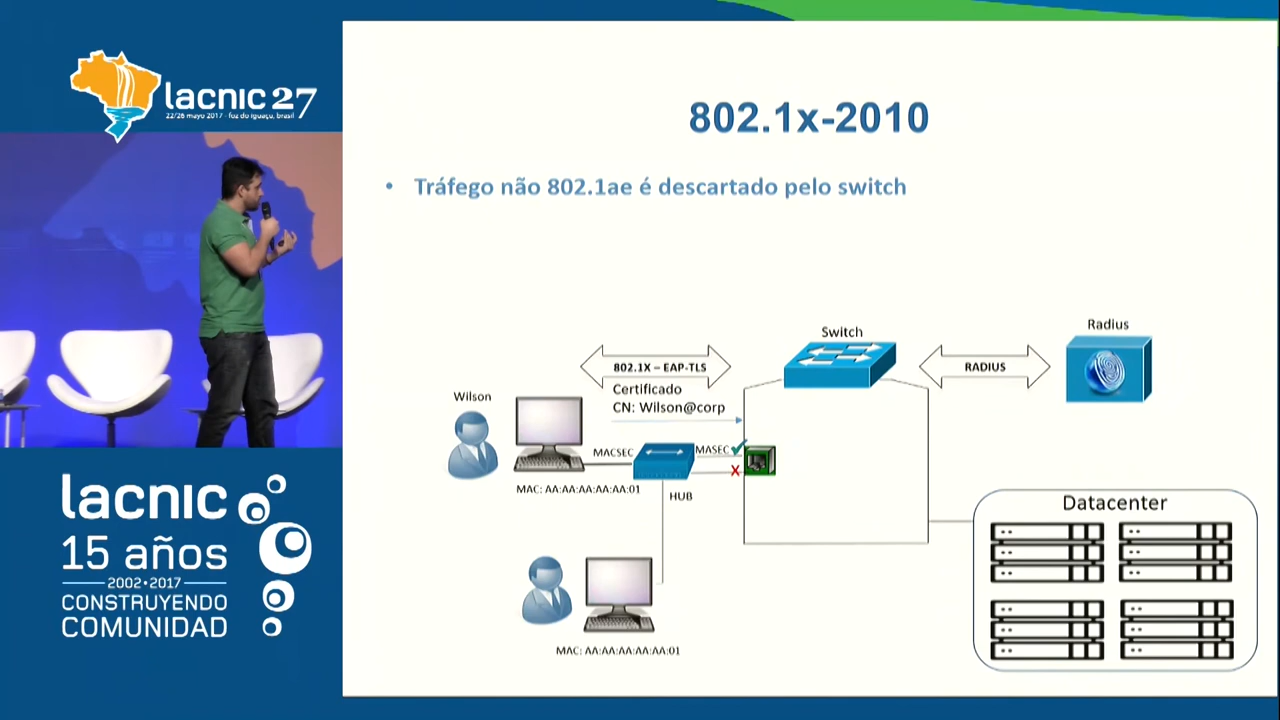 lacnic 27
22/26 mayo 2017 - foz do iguaçu, brasil
802.1x-2010
• Tráfego não 802.1ae é descartado pelo switch
Switch
Radius
802.1X – EAP-TLS
RADIUS
Certificado
CN: Wilson@corp
Wilson
MACSEC
MASEC
X
MAC: AA:AA:AA:AA:AA:01
HUB
Datacenter
MAC: AA:AA:AA:AA:AA:01
lacnic
15 años
2002•2017
CONSTRUYENDO
COMUNIDAD